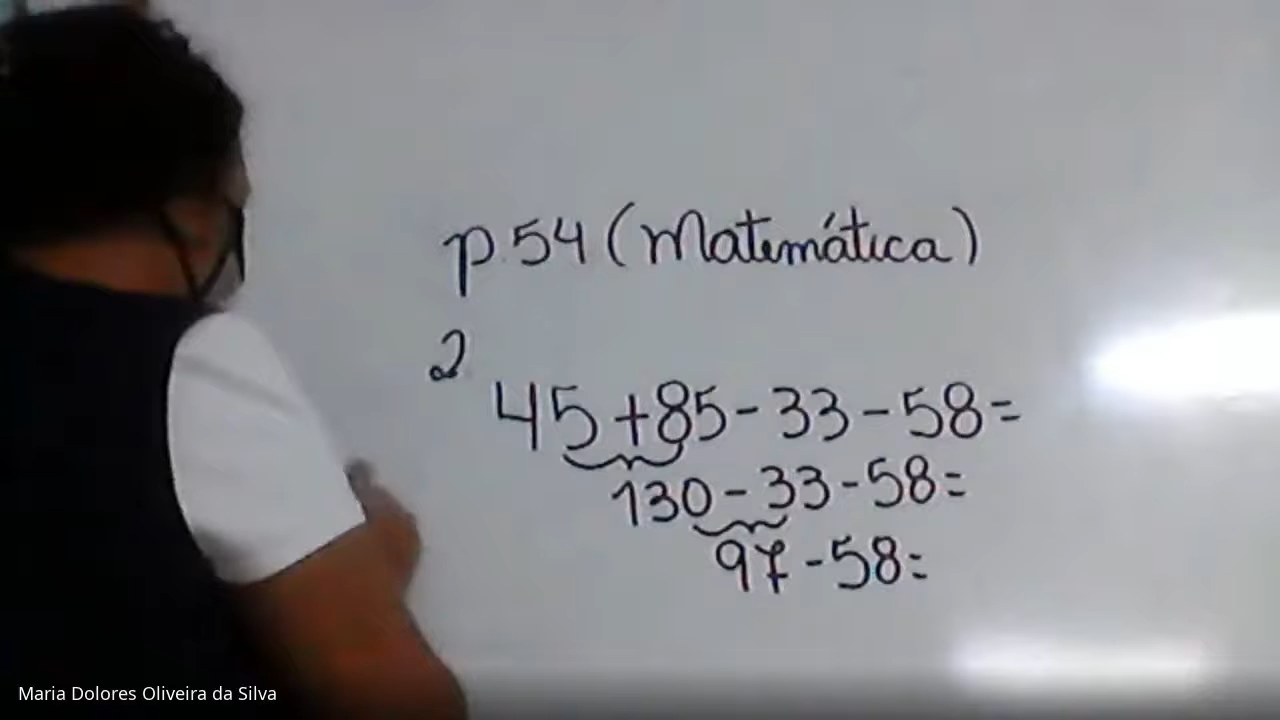 p.54 (Matemática)
2
45+85-33-58=
130-33-58=
97-58=
Maria Dolores Oliveira da Silva